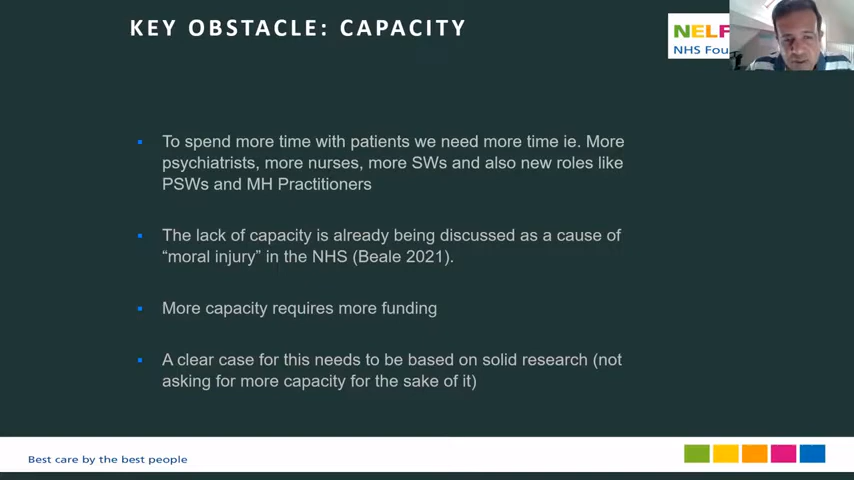 KEY OBSTACLE: CAPACITY
NELF
NHS Fou
To spend more time with patients we need more time ie. More
psychiatrists, more nurses, more SWs and also new roles like
PSWs and MH Practitioners
The lack of capacity is already being discussed as a cause of
“moral injury” in the NHS (Beale 2021).
More capacity requires more funding
A clear case for this needs to be based on solid research (not
asking for more capacity for the sake of it)
Best care by the best people